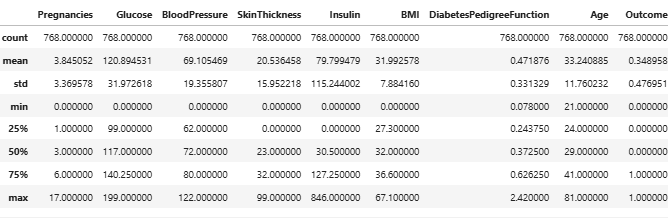 Pregnancies Glucose BloodPressure SkinThickness Insulin BMI DiabetesPedigreeFunction Age Outcome
count 768.000000 768.000000 768.000000 768.000000 768.000000 768.000000 768.000000 768.000000 768.000000
mean 3.845052 120.894531 69.105469 20.536458 79.799479 31.992578 0.471876 33.240885 0.348958
std 3.369578 31.972618 19.355807 15.952218 115.244002 7.884160 0.331329 11.760232 0.476951
min 0.000000 0.000000 0.000000 0.000000 0.000000 0.000000 0.078000 21.000000 0.000000
25% 1.000000 99.000000 62.000000 0.000000 0.000000 27.300000 0.243750 24.000000 0.000000
50% 3.000000 117.000000 72.000000 23.000000 30.500000 32.000000 0.372500 29.000000 0.000000
75% 6.000000 140.250000 80.000000 32.000000 127.250000 36.600000 0.626250 41.000000 1.000000
max 17.000000 199.000000 122.000000 99.000000 846.000000 67.100000 2.420000 81.000000 1.000000